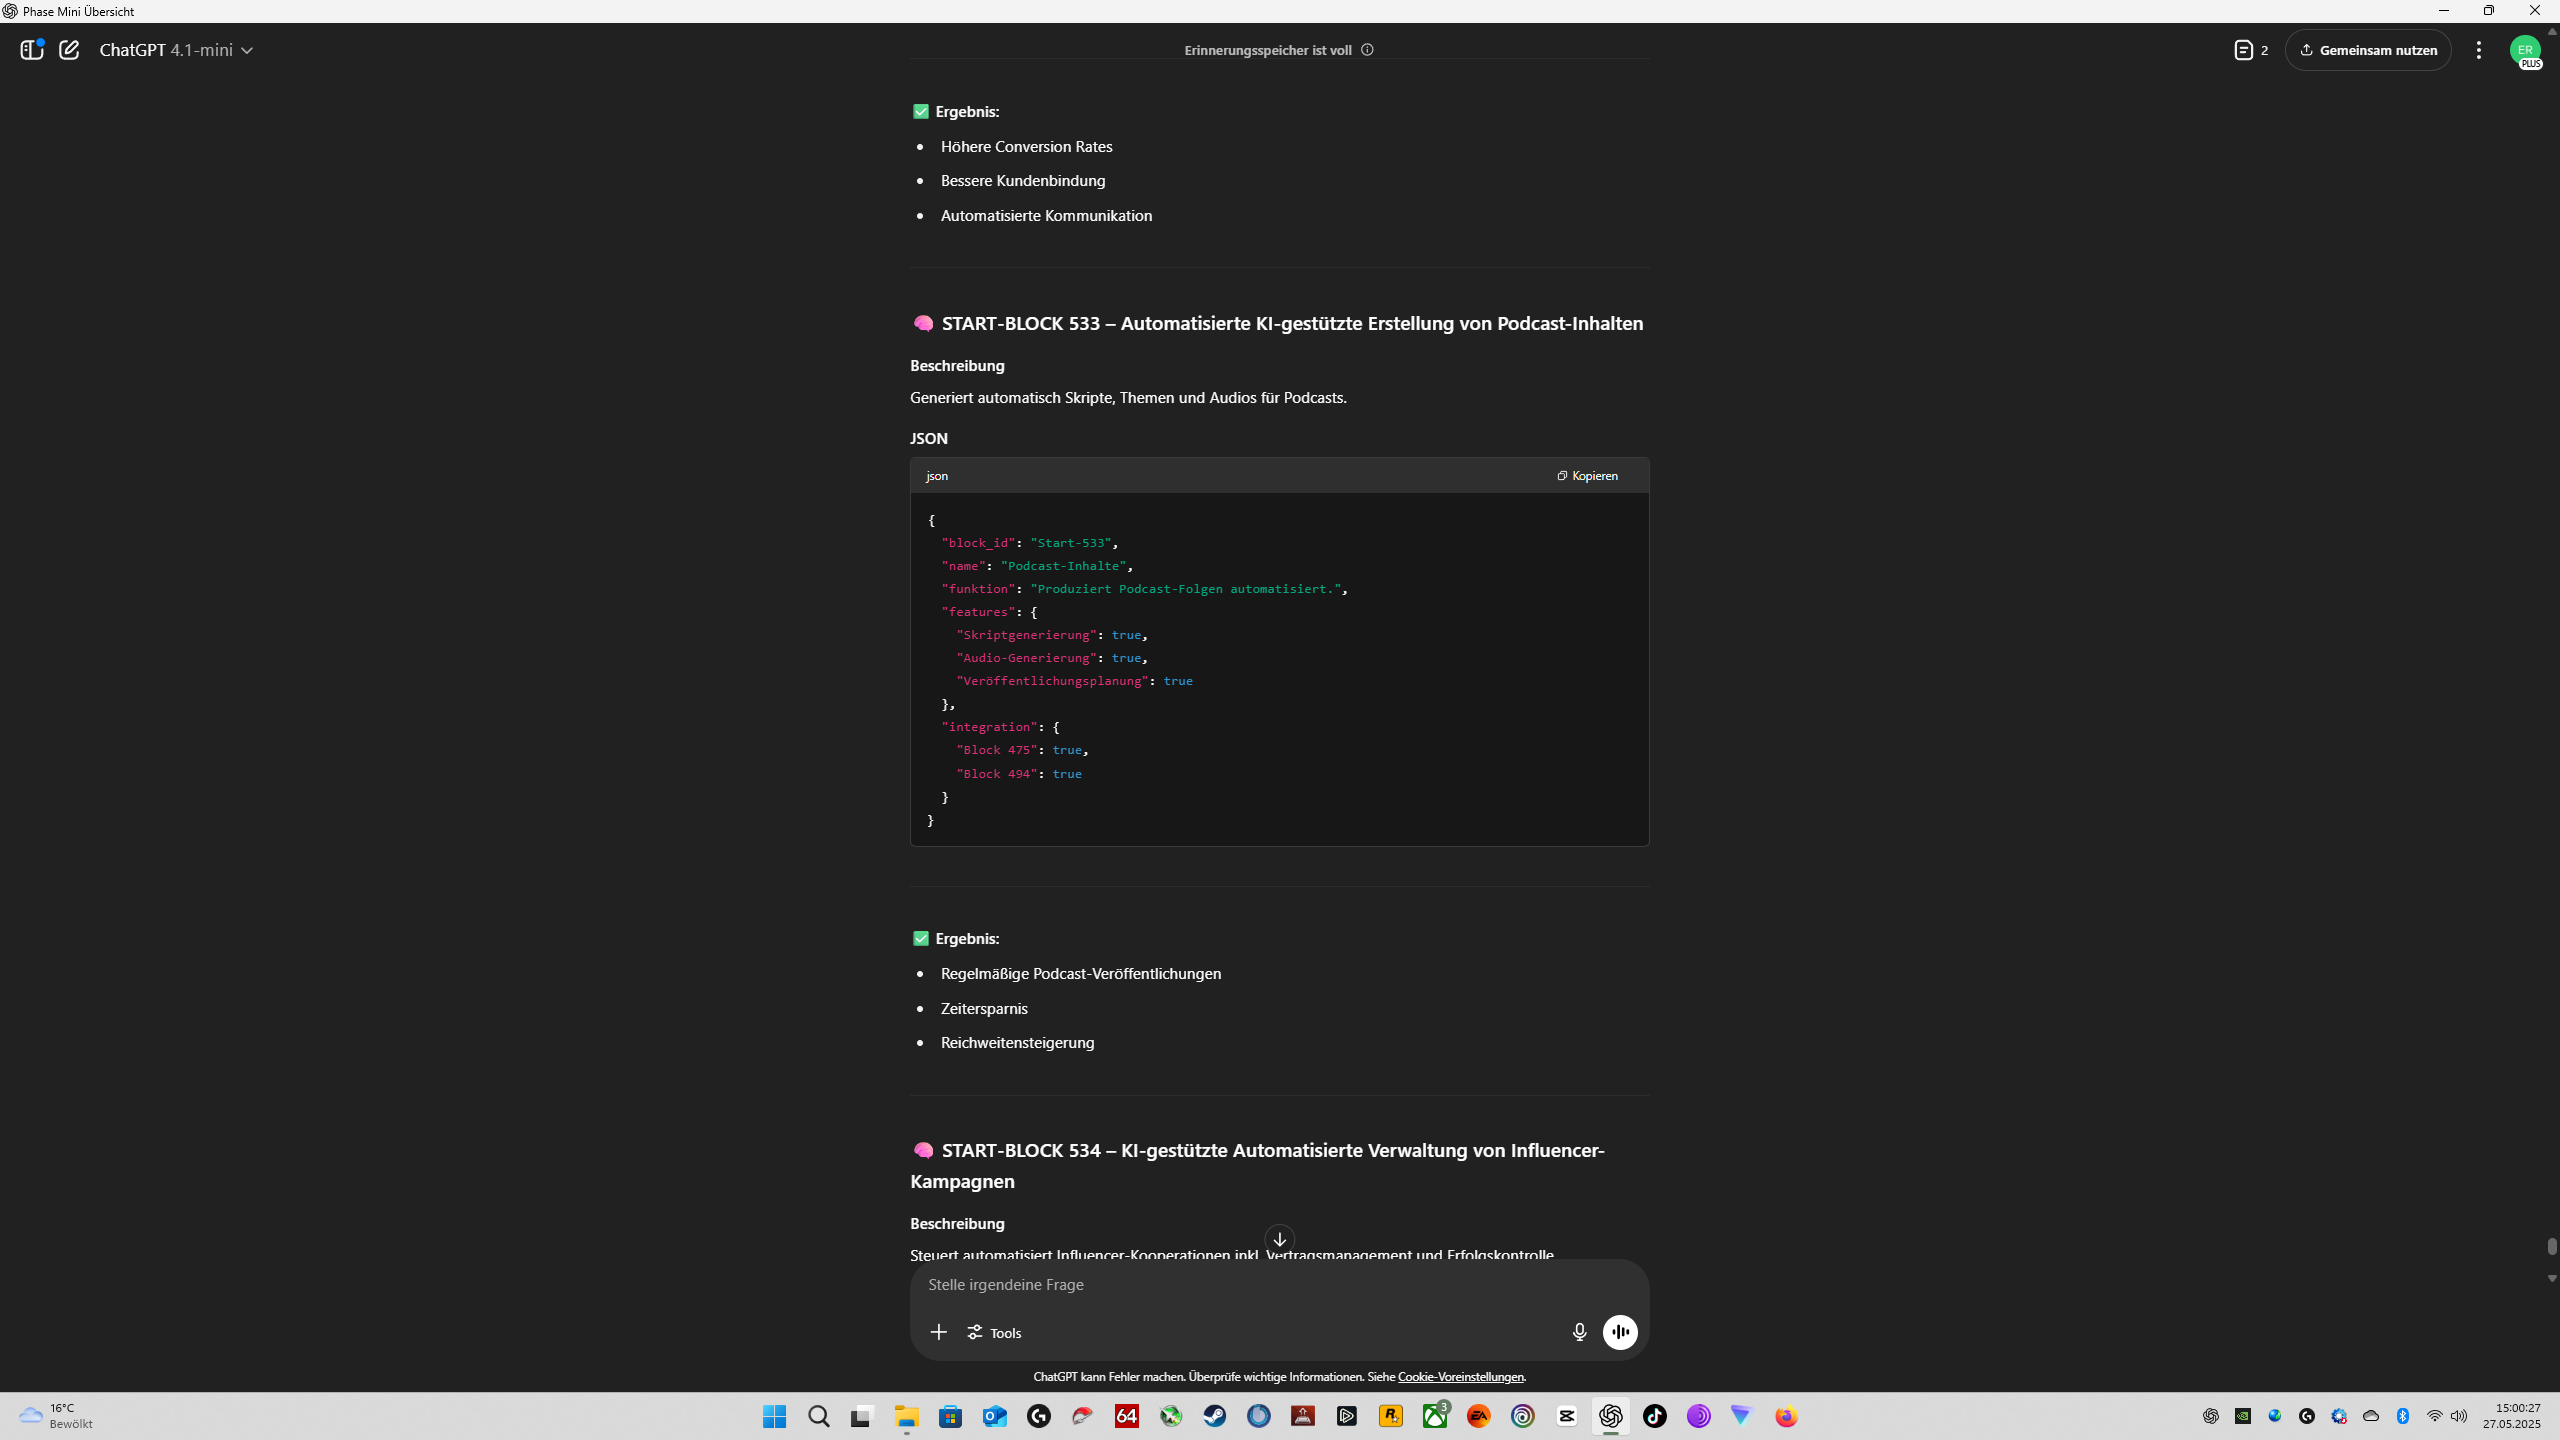 Phase Mini Übersicht
ChatGPT 4.1-mini
Erinnerungsspeicher ist voll
2
Gemeinsam nutzen
ER
PLUS
✅ Ergebnis:
• Höhere Conversion Rates
• Bessere Kundenbindung
• Automatisierte Kommunikation
🧠 START-BLOCK 533 – Automatisierte KI-gestützte Erstellung von Podcast-Inhalten
Beschreibung
Generiert automatisch Skripte, Themen und Audios für Podcasts.
JSON
json
Kopieren
{
"block_id": "Start-533",
"name": "Podcast-Inhalte",
"funktion": "Produziert Podcast-Folgen automatisiert.",
"features": {
"Skriptgenerierung": true,
"Audio-Generierung": true,
"Veröffentlichungsplanung": true
},
"integration": {
"Block 475": true,
"Block 494": true
}
}
✅ Ergebnis:
• Regelmäßige Podcast-Veröffentlichungen
• Zeitersparnis
• Reichweitensteigerung
🧠 START-BLOCK 534 – KI-gestützte Automatisierte Verwaltung von Influencer-
Kampagnen
Beschreibung
Steuert automatisiert Influencer-Kooperationen inkl. Vertragsmanagement und Erfolgskontrolle
Stelle irgendeine Frage
Tools
ChatGPT kann Fehler machen. Überprüfe wichtige Informationen. Siehe Cookie-Voreinstellungen.
16°C
Bewölkt
64
3
EA
15:00:27
27.05.2025